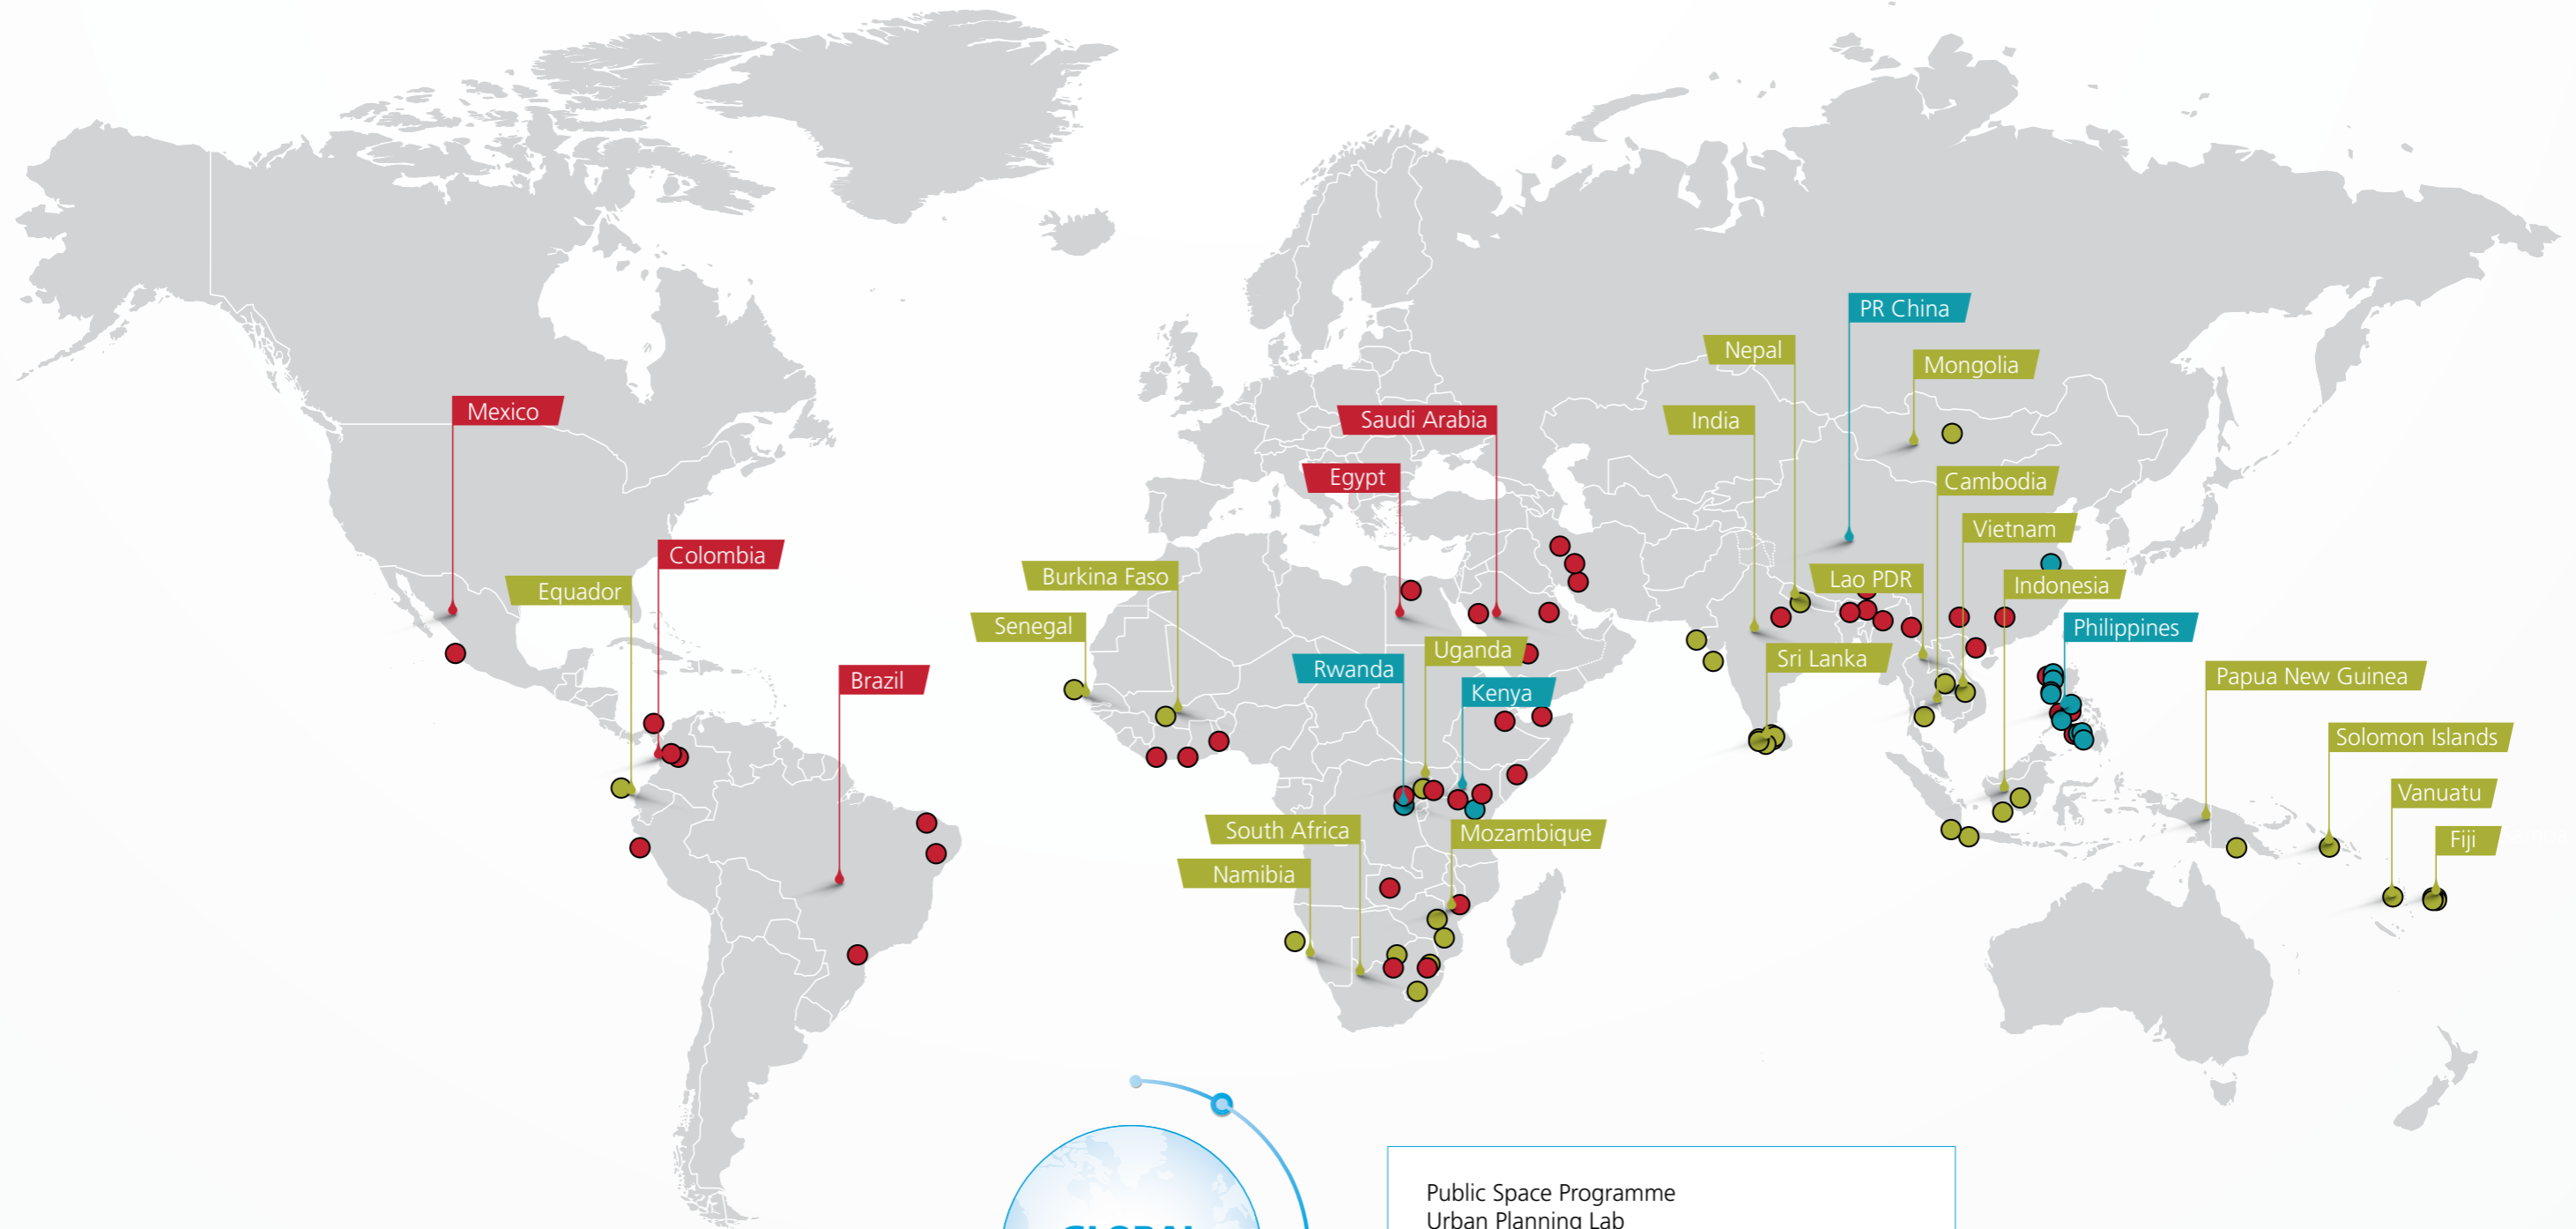 PR China
Nepal
Mongolia
Mexico
Saudi Arabia
India
Egypt
Cambodia
Vietnam
Colombia
Burkina Faso
Lao PDR
Indonesia
Equador
Senegal
Philippines
Uganda
Sri Lanka
Rwanda
Papua New Guinea
Brazil
Kenya
Solomon Islands
Vanuatu
South Africa
Mozambique
Fiji
Namibia
Public Space Programme
Urban Planning Lab
GLOBAL